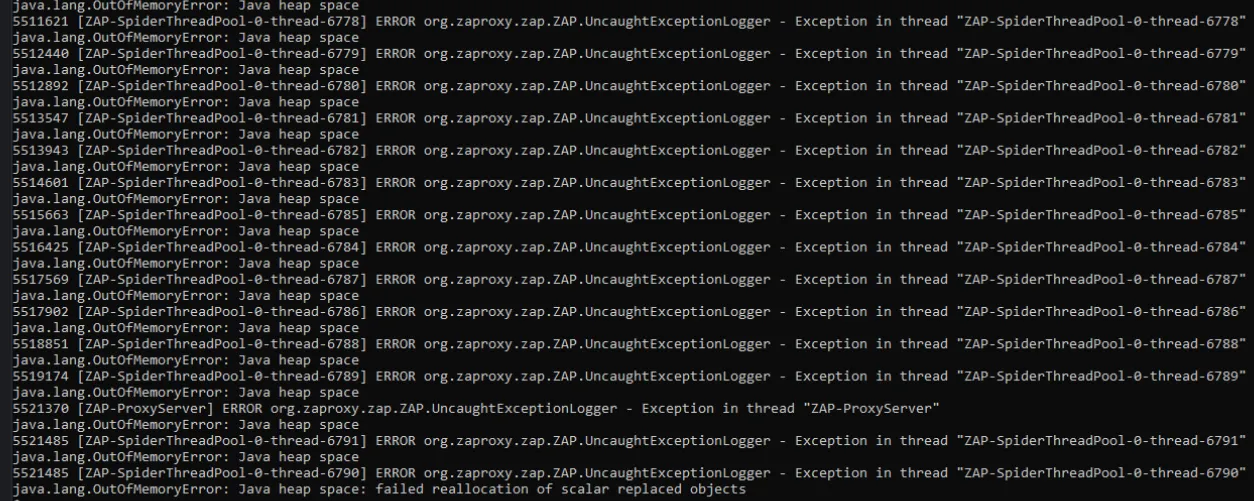 java.lang.OutOfMemoryError: Java heap space
5511621 [ZAP-SpiderThreadPool-0-thread-6778] ERROR org.zaproxy.zap.ZAP.UncaughtExceptionLogger - Exception in thread "ZAP-SpiderThreadPool-0-thread-6778"
java.lang.OutOfMemoryError: Java heap space
5512440 [ZAP-SpiderThreadPool-0-thread-6779] ERROR org.zaproxy.zap.ZAP.UncaughtExceptionLogger - Exception in thread "ZAP-SpiderThreadPool-0-thread-6779"
java.lang.OutOfMemoryError: Java heap space
5512892 [ZAP-SpiderThreadPool-0-thread-6780] ERROR org.zaproxy.zap.ZAP.UncaughtExceptionLogger - Exception in thread "ZAP-SpiderThreadPool-0-thread-6780"
java.lang.OutOfMemoryError: Java heap space
5513547 [ZAP-SpiderThreadPool-0-thread-6781] ERROR org.zaproxy.zap.ZAP.UncaughtExceptionLogger - Exception in thread "ZAP-SpiderThreadPool-0-thread-6781"
java.lang.OutOfMemoryError: Java heap space
5513943 [ZAP-SpiderThreadPool-0-thread-6782] ERROR org.zaproxy.zap.ZAP.UncaughtExceptionLogger - Exception in thread "ZAP-SpiderThreadPool-0-thread-6782"
java.lang.OutOfMemoryError: Java heap space
5514601 [ZAP-SpiderThreadPool-0-thread-6783] ERROR org.zaproxy.zap.ZAP.UncaughtExceptionLogger - Exception in thread "ZAP-SpiderThreadPool-0-thread-6783"
java.lang.OutOfMemoryError: Java heap space
5515663 [ZAP-SpiderThreadPool-0-thread-6785] ERROR org.zaproxy.zap.ZAP.UncaughtExceptionLogger - Exception in thread "ZAP-SpiderThreadPool-0-thread-6785"
java.lang.OutOfMemoryError: Java heap space
5516425 [ZAP-SpiderThreadPool-0-thread-6784] ERROR org.zaproxy.zap.ZAP.UncaughtExceptionLogger - Exception in thread "ZAP-SpiderThreadPool-0-thread-6784"
java.lang.OutOfMemoryError: Java heap space
5517569 [ZAP-SpiderThreadPool-0-thread-6787] ERROR org.zaproxy.zap.ZAP.UncaughtExceptionLogger - Exception in thread "ZAP-SpiderThreadPool-0-thread-6787"
java.lang.OutOfMemoryError: Java heap space
5517902 [ZAP-SpiderThreadPool-0-thread-6786] ERROR org.zaproxy.zap.ZAP.UncaughtExceptionLogger - Exception in thread "ZAP-SpiderThreadPool-0-thread-6786"
java.lang.OutOfMemoryError: Java heap space
5518851 [ZAP-SpiderThreadPool-0-thread-6788] ERROR org.zaproxy.zap.ZAP.UncaughtExceptionLogger - Exception in thread "ZAP-SpiderThreadPool-0-thread-6788"
java.lang.OutOfMemoryError: Java heap space
5519174 [ZAP-SpiderThreadPool-0-thread-6789] ERROR org.zaproxy.zap.ZAP.UncaughtExceptionLogger - Exception in thread "ZAP-SpiderThreadPool-0-thread-6789"
java.lang.OutOfMemoryError: Java heap space
5521370 [ZAP-ProxyServer] ERROR org.zaproxy.zap.ZAP.UncaughtExceptionLogger - Exception in thread "ZAP-ProxyServer"
java.lang.OutOfMemoryError: Java heap space
5521485 [ZAP-SpiderThreadPool-0-thread-6791] ERROR org.zaproxy.zap.ZAP.UncaughtExceptionLogger - Exception in thread "ZAP-SpiderThreadPool-0-thread-6791"
java.lang.OutOfMemoryError: Java heap space
5521485 [ZAP-SpiderThreadPool-0-thread-6790] ERROR org.zaproxy.zap.ZAP.UncaughtExceptionLogger - Exception in thread "ZAP-SpiderThreadPool-0-thread-6790"
java.lang.OutOfMemoryError: Java heap space: failed reallocation of scalar replaced objects